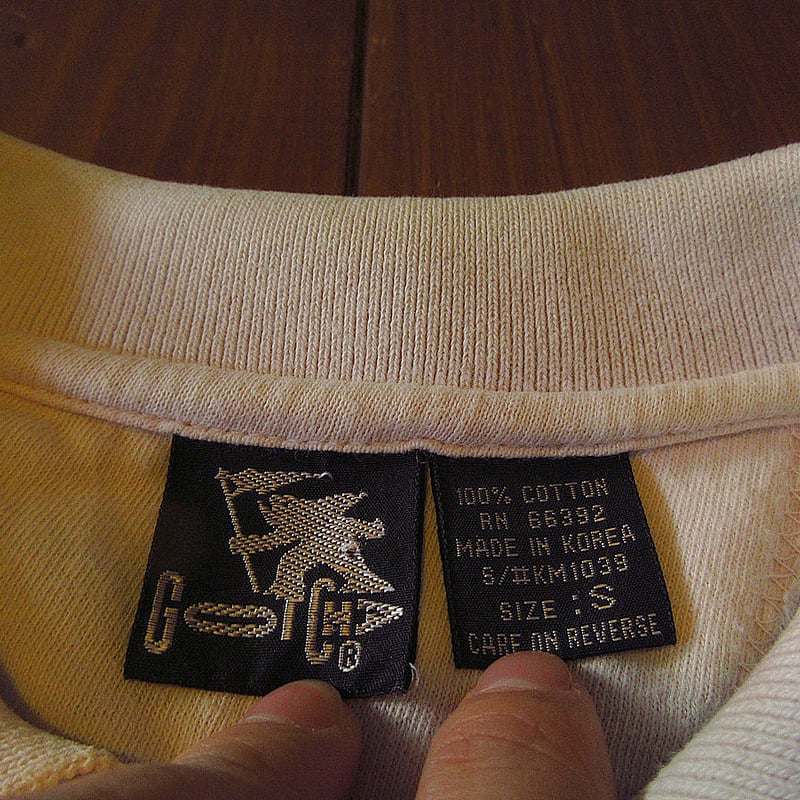 GOTCHA®
100% COTTON
RN 66392
MADE IN KOREA
S/#KM1039
SIZE : S
CARE ON REVERSE